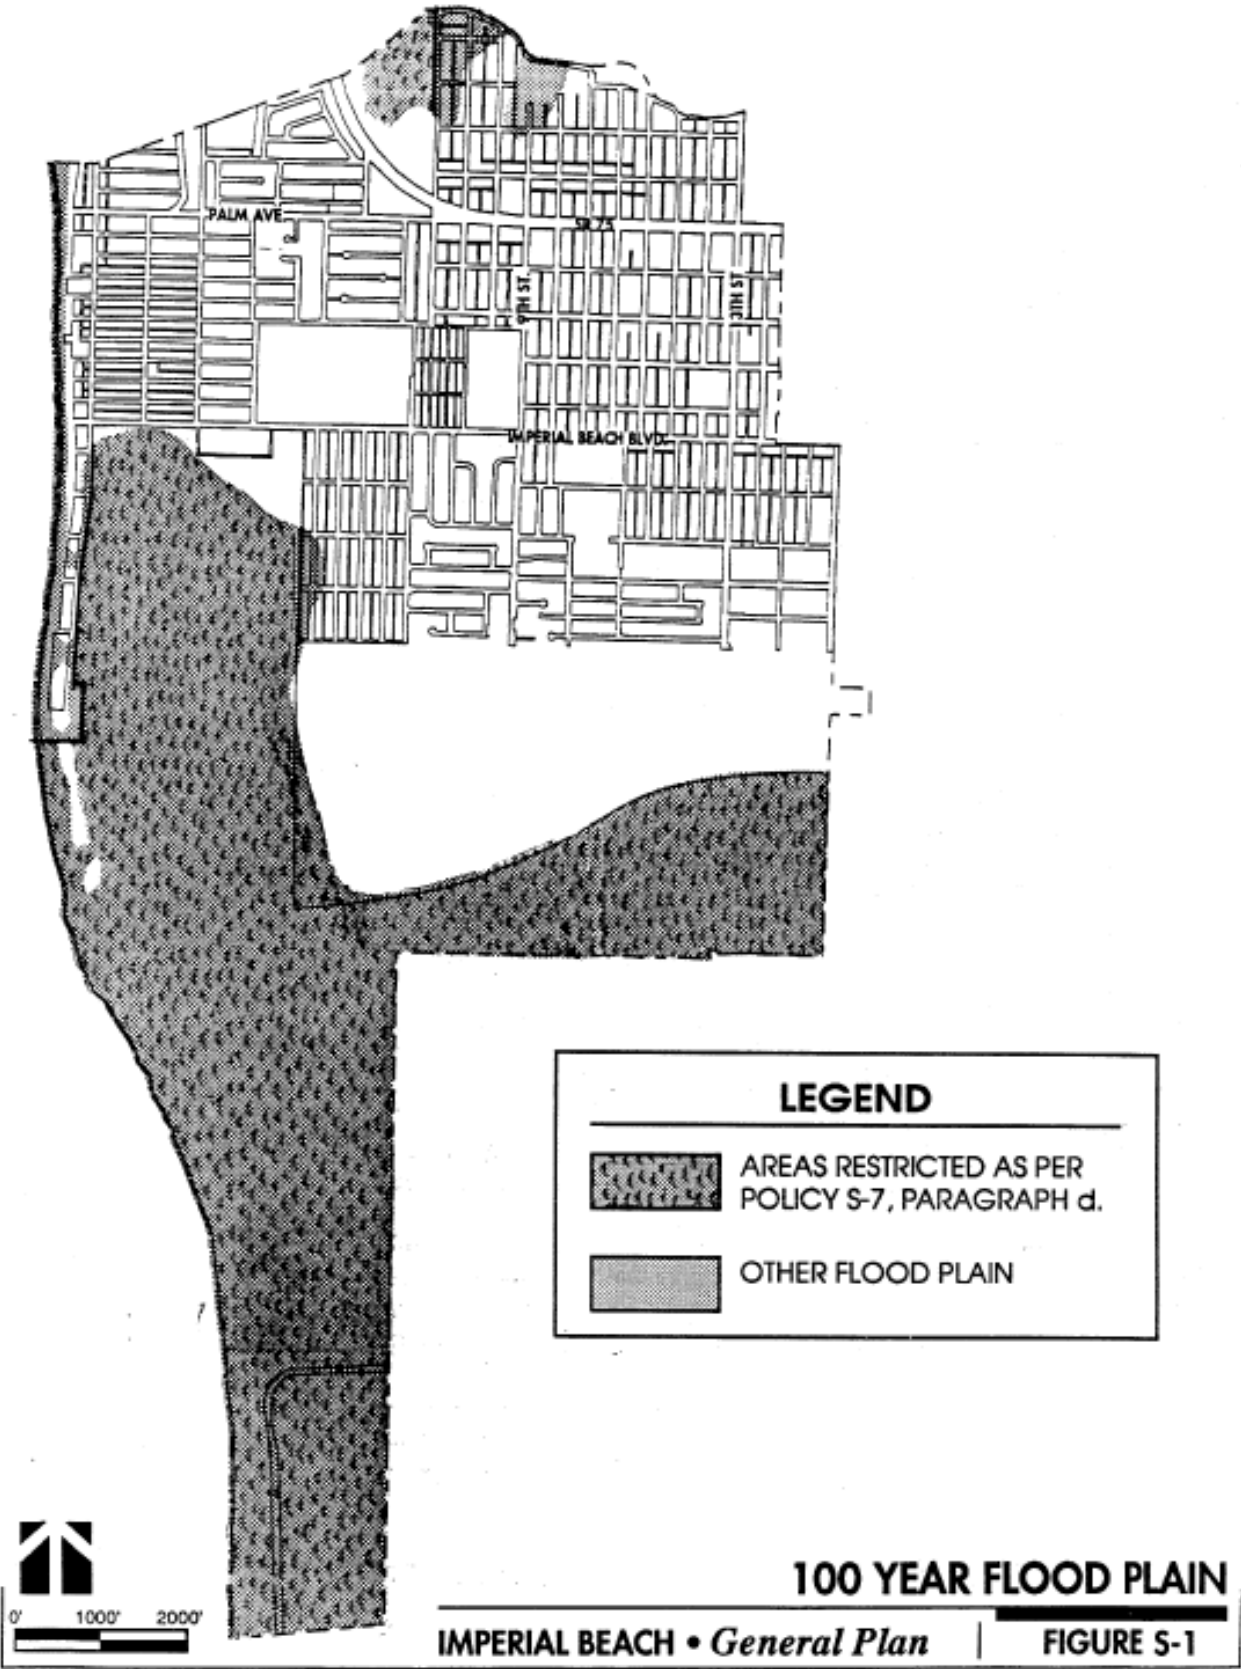 PALM AVE
SR 75
9TH ST.
13TH ST
IMPERIAL BEACH BLVD.
LEGEND
AREAS RESTRICTED AS PER
POLICY S-7, PARAGRAPH d.
OTHER FLOOD PLAIN
100 YEAR FLOOD PLAIN
0' 1000' 2000'
IMPERIAL BEACH • General Plan | FIGURE S-1